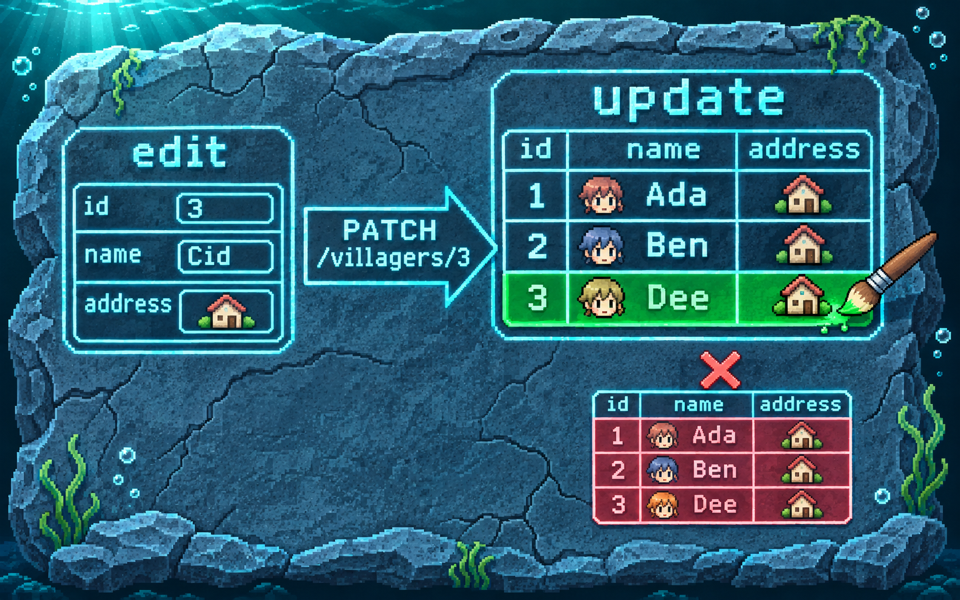 edit
id 3
name Cid
address
PATCH
/villagers/3
update
id name address
1 Ada
2 Ben
3 Dee
id name address
1 Ada
2 Ben
3 Dee